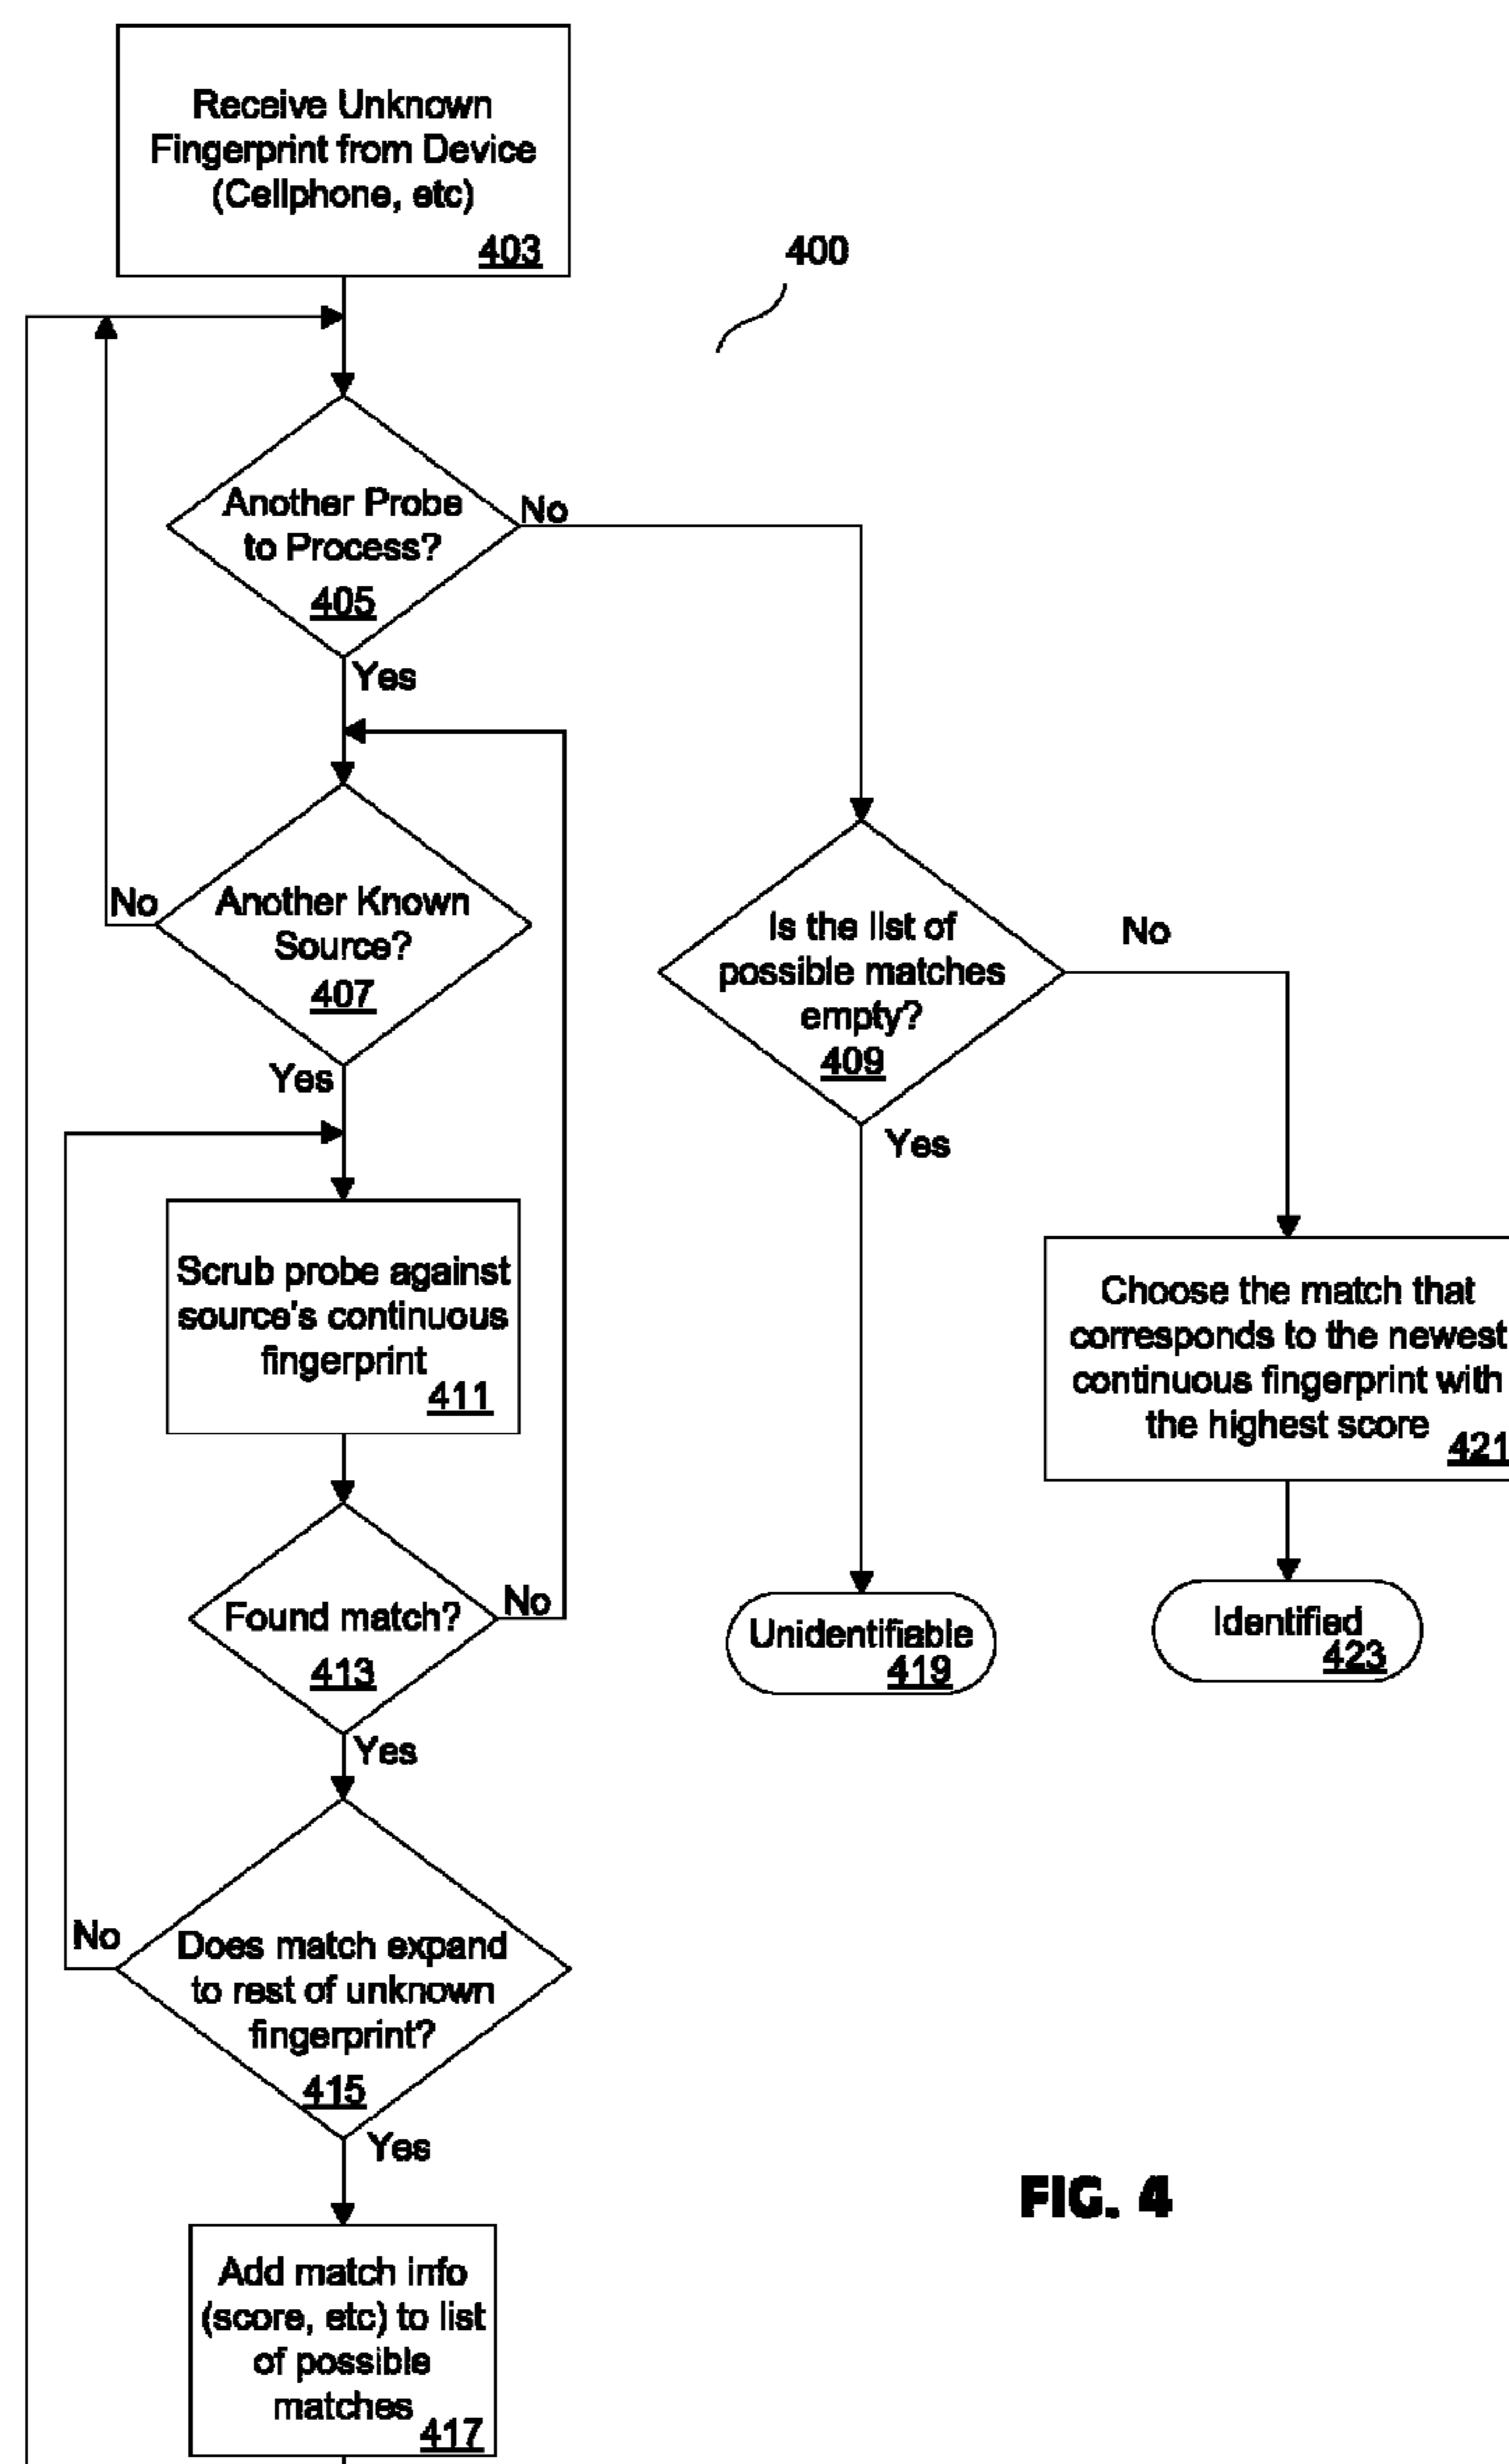 Receive Unknown
Fingerprint from Device
(Cellphone, etc)
403
400
Another Probe
to Process?
405
No
Yes
Another Known
Source?
407
No
Yes
Is the list of
possible matches
empty?
409
No
Yes
Scrub probe against
source's continuous
fingerprint
411
Choose the match that
corresponds to the newest
continuous fingerprint with
the highest score
421
Found match?
413
No
Yes
Unidentifiable
419
Identified
423
Does match expand
to rest of unknown
fingerprint?
415
No
Yes
Add match info
(score, etc) to list
of possible
matches
417
FIG. 4